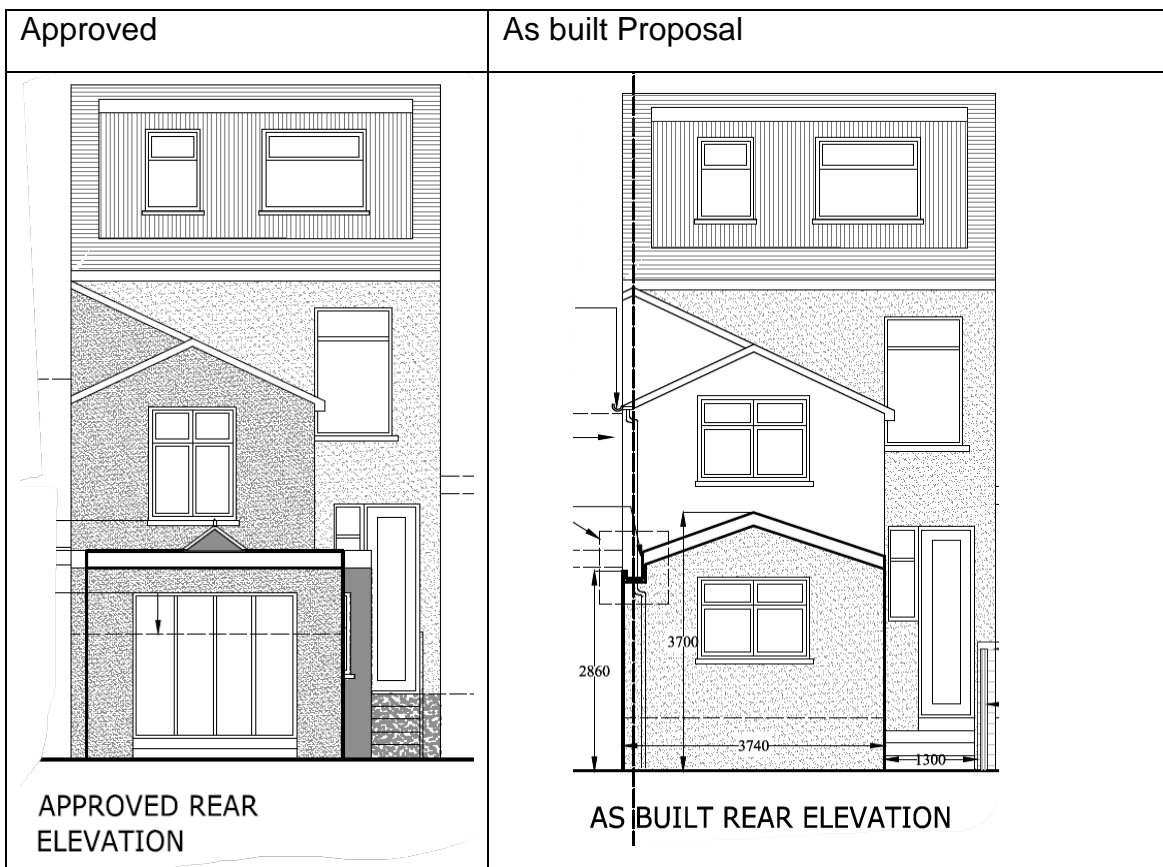 Approved
As built Proposal
3700
2860
3740
1300
APPROVED REAR
ELEVATION
AS BUILT REAR ELEVATION